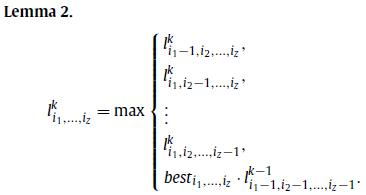 Lemma 2.
l^k_{i_1,…,i_z} = max {
l^k_{i_1−1,i_2,…,i_z},
l^k_{i_1,i_2−1,…,i_z},
⋮
l^k_{i_1,i_2,…,i_z−1},
best_{i_1,…,i_z} · l^{k−1}_{i_1−1,i_2−1,…,i_z−1}.